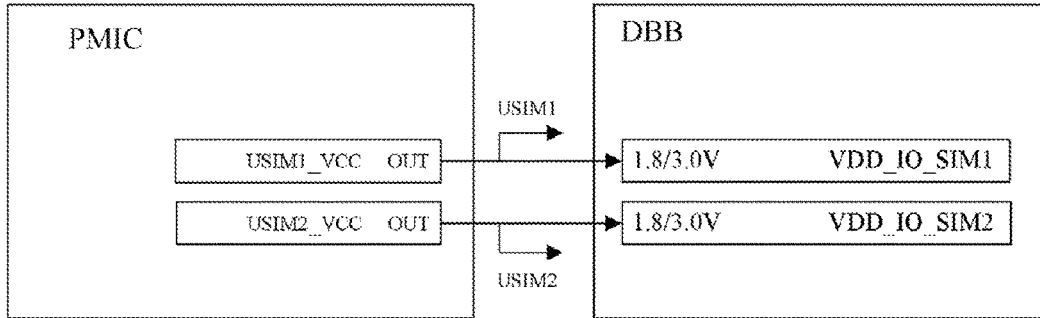 PMIC
DBB
USIM1
USIM1_VCC OUT
1.8/3.0V VDD_IO_SIM1
USIM2_VCC OUT
1.8/3.0V VDD_IO_SIM2
USIM2